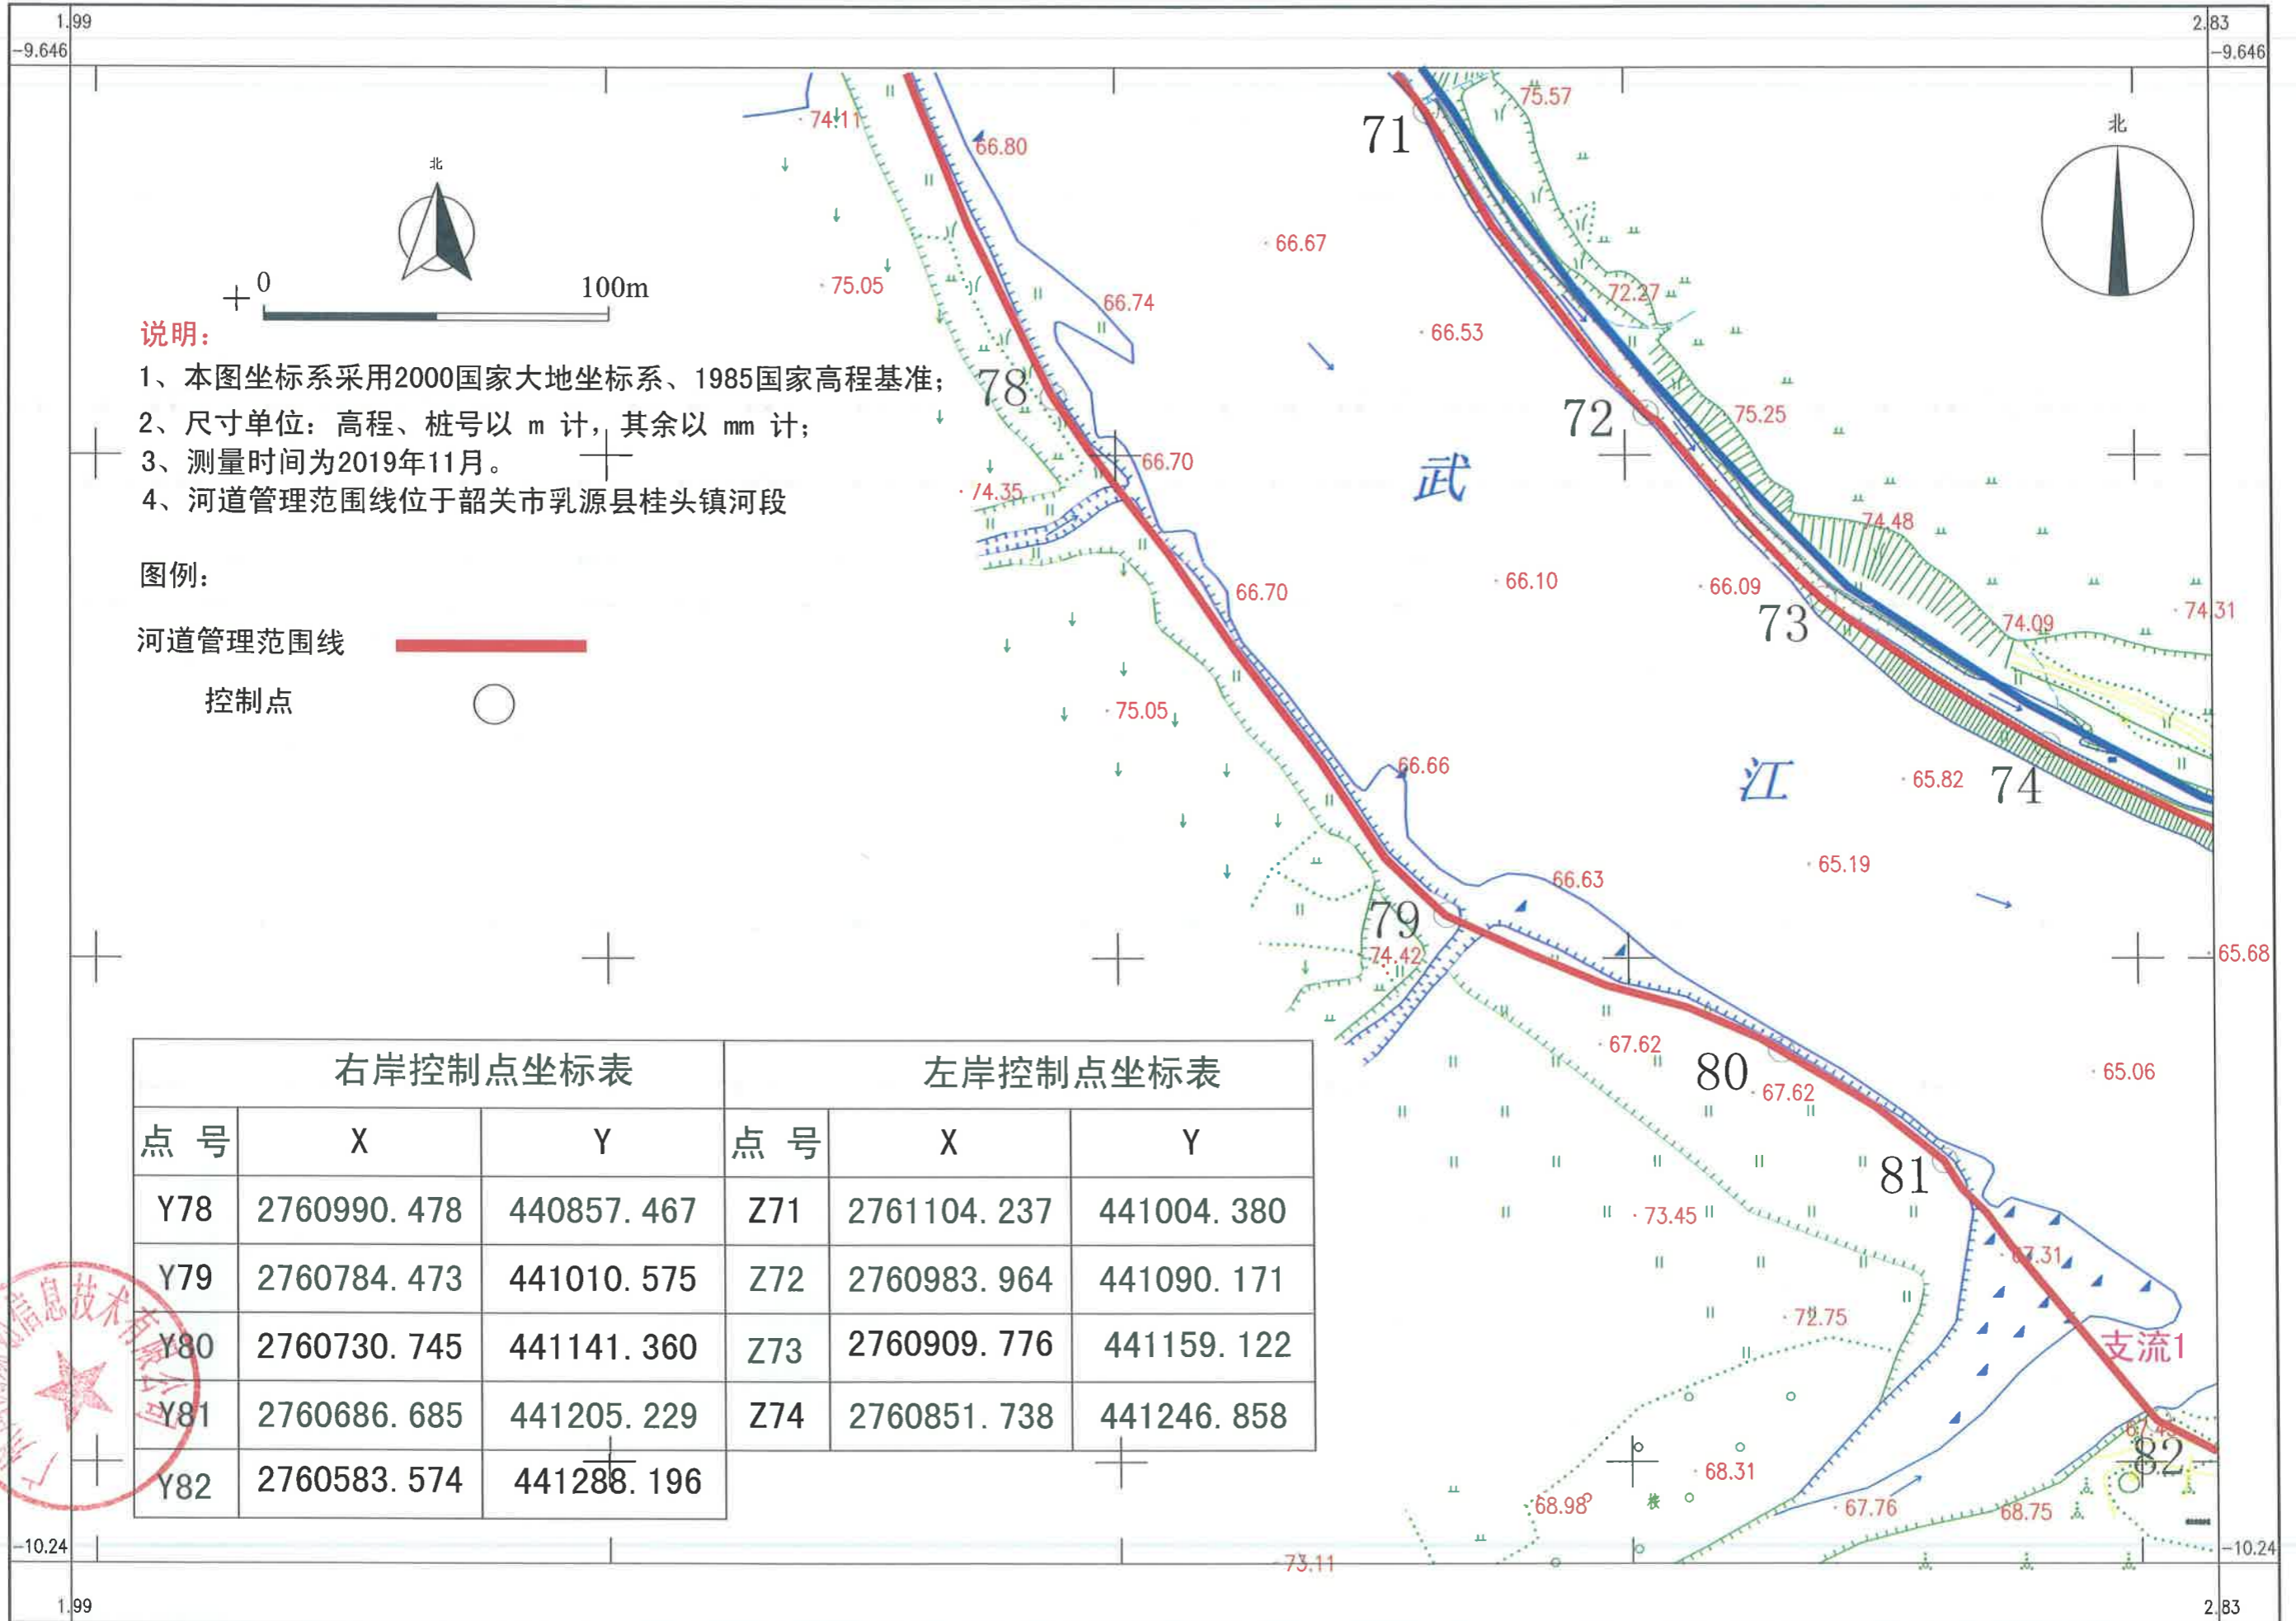 1.99
2.83
-9.646
-9.646
75.57
74.11
71
66.80
北
北
66.67
75.05
0
100m
66.74
72.27
66.53
说明：
1、本图坐标系采用2000国家大地坐标系、1985国家高程基准；
78
2、尺寸单位：高程、桩号以 m 计，其余以 mm 计；
72
75.25
3、测量时间为2019年11月。
66.70
武
74.35
4、河道管理范围线位于韶关市乳源县桂头镇河段
74.48
图例：
66.10
66.09
66.70
74.31
73
74.09
河道管理范围线
控制点
75.05
66.66
江
65.82
74
65.19
66.63
79
74.42
65.68
67.62
80
67.62
65.06
右岸控制点坐标表
左岸控制点坐标表
点 号 X Y 点 号 X Y
Y78 2760990.478 440857.467 Z71 2761104.237 441004.380
Y79 2760784.473 441010.575 Z72 2760983.964 441090.171
Y80 2760730.745 441141.360 Z73 2760909.776 441159.122
Y81 2760686.685 441205.229 Z74 2760851.738 441246.858
Y82 2760583.574 441288.196
81
73.45
67.31
72.75
支流1
82
68.31
68.98
67.76
68.75
信息技术有限公司
73.11
-10.24
-10.24
1.99
2.83